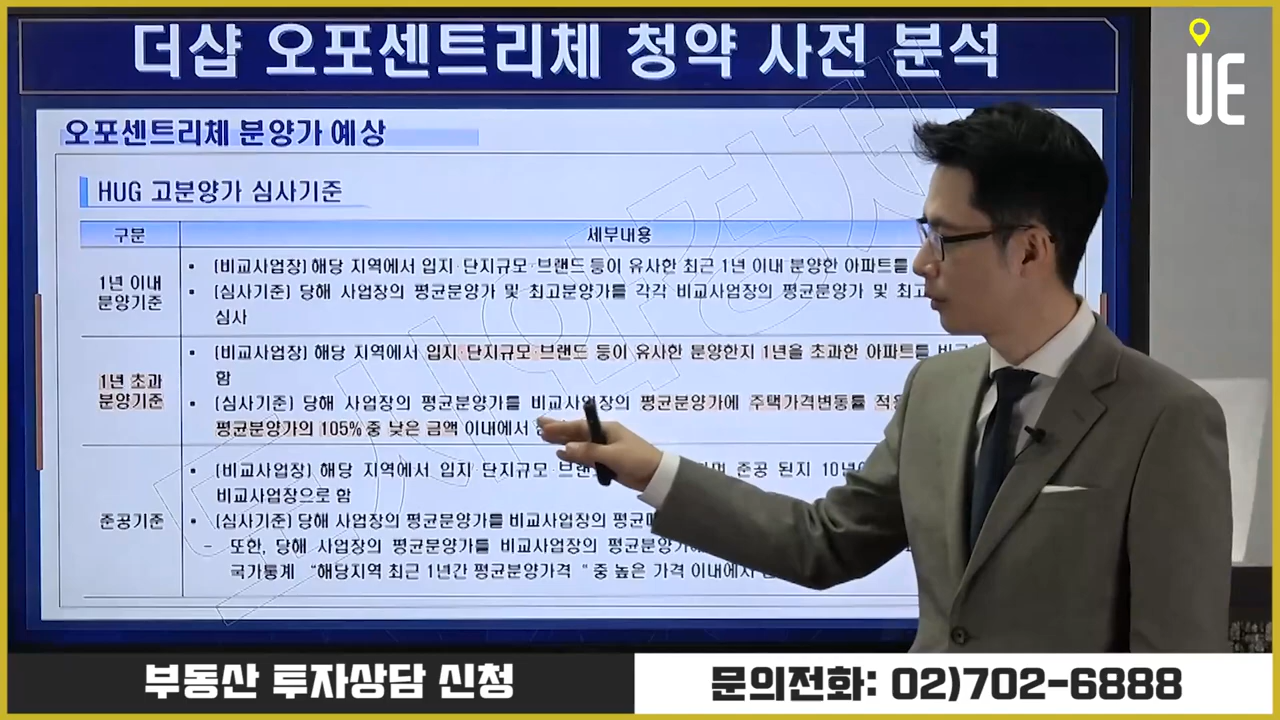 더샵 오포센트리체 청약 사전 분석
UE
오포센트리체 분양가 예상
HUG 고분양가 심사기준
구분 세부내용
1년 이내
분양기준
• (비교사업장) 해당 지역에서 입지·단지규모·브랜드 등이 유사한 최근 1년 이내 분양한 아파트를
• (심사기준) 당해 사업장의 평균분양가 및 최고분양가를 각각 비교사업장의 평균분양가 및
심사
1년 초과
분양기준
• (비교사업장) 해당 지역에서 입지·단지규모·브랜드 등이 유사한 분양한지 1년을 초과한 아파트를
함
• (심사기준) 당해 사업장의 평균분양가를 비교사업장의 평균분양가에 주택가격변동률
평균분양가의 105% 중 낮은 금액 이내에서
준공기준
• (비교사업장) 해당 지역에서 입지·단지규모· 준공 된지
비교사업장으로 함
• (심사기준) 당해 사업장의 평균분양가를 비교사업장의
- 또한, 당해 사업장의 평균분양가를 비교사업장의
국가통계 “해당지역 최근 1년간 평균분양가격 ” 중 높은 가격 이내에서
도시와경제
부동산 투자상담 신청
문의전화: 02)702-6888